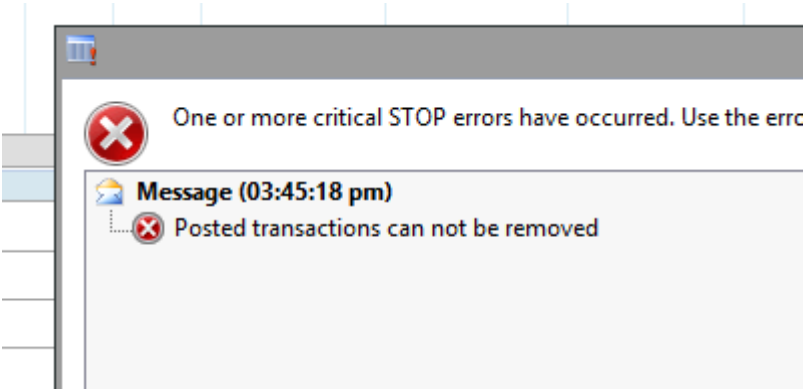 One or more critical STOP errors have occurred. Use the
Message (03:45:18 pm)
Posted transactions can not be removed